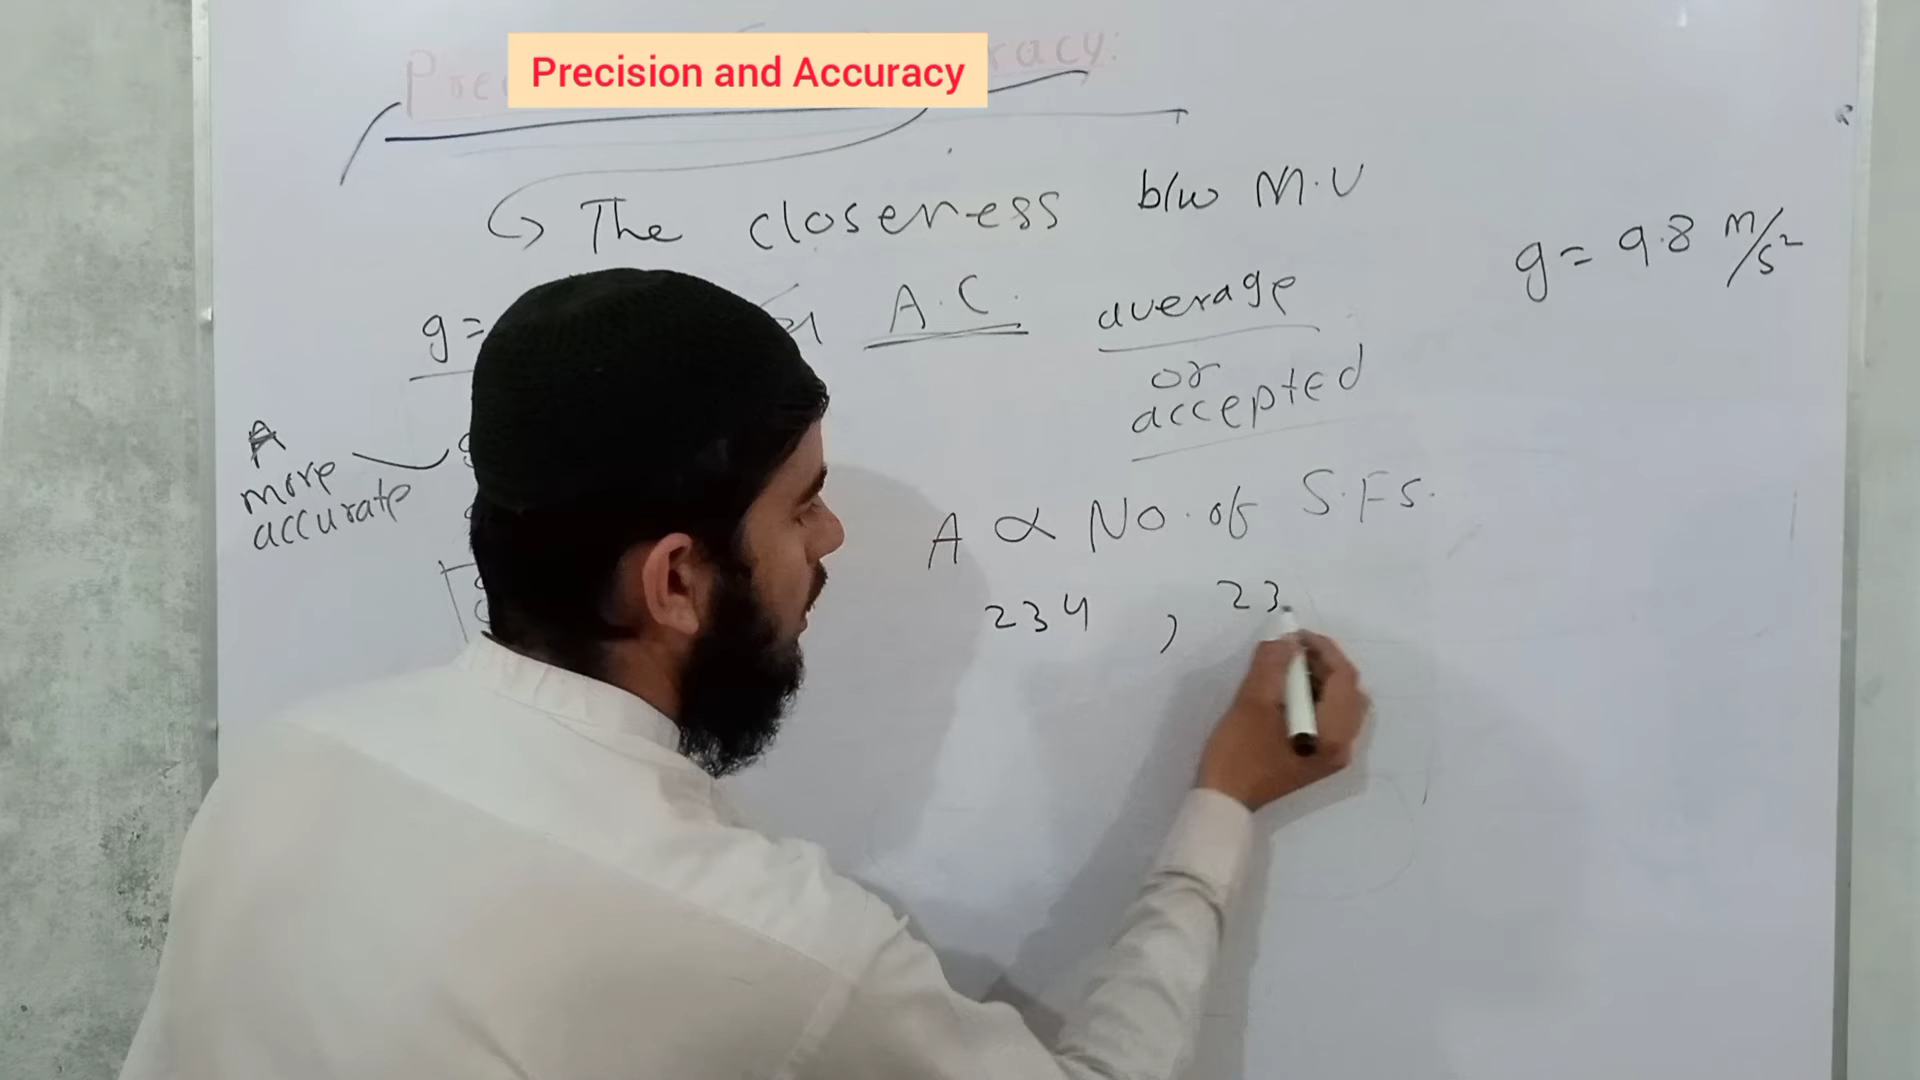 Precision and Accuracy
The closeness b/w M.V
A.C. average
or
accepted
g = 9.8 m/s²
g =
A
more
accurate
A ∝ No. of S.Fs.
234 , 23